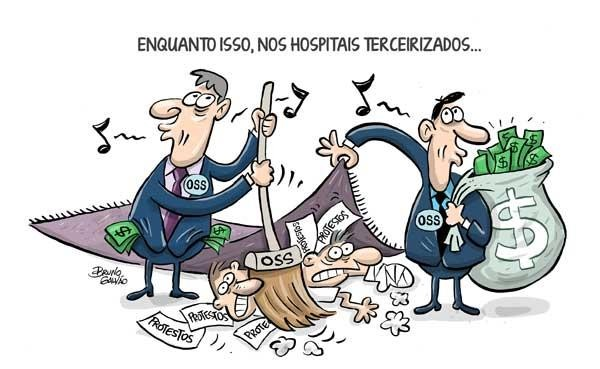 ENQUANTO ISSO, NOS HOSPITAIS TERCEIRIZADOS...
OSS
OSS
OSS
PROTESTOS
PROTESTOS
PROTESTOS
PROTESTOS
PROTE
BRUNO
GALVÃO
$
$
$